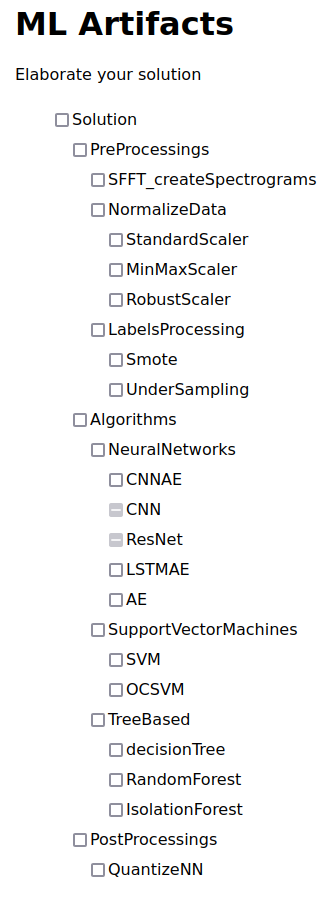 ML Artifacts
Elaborate your solution
Solution
PreProcessings
SFFT_createSpectrograms
NormalizeData
StandardScaler
MinMaxScaler
RobustScaler
LabelsProcessing
Smote
UnderSampling
Algorithms
NeuralNetworks
CNNAE
CNN
ResNet
LSTMAE
AE
SupportVectorMachines
SVM
OCSVM
TreeBased
decisionTree
RandomForest
IsolationForest
PostProcessings
QuantizeNN